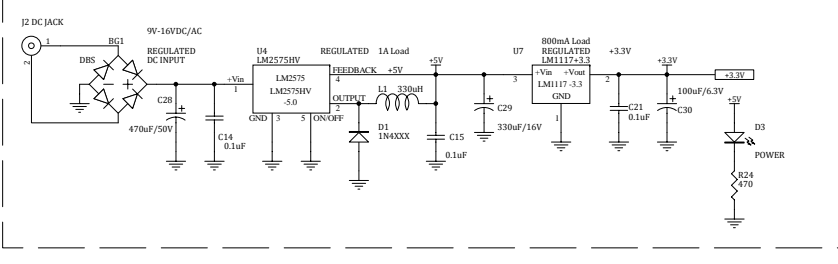 J2 DC JACK
1
2
BG1
DBS
9V-16VDC/AC
REGULATED
DC INPUT
C28
470uF/50V
C14
0.1uF
+Vin
1
U4
LM2575HV
LM2575
LM2575HV
-5.0
GND
3
5
ON/OFF
FEEDBACK
4
OUTPUT
2
REGULATED
1A Load
+5V
L1
330uH
D1
1N4XXX
+5V
C15
0.1uF
C29
330uF/16V
U7
800mA Load
REGULATED
LM1117+3.3
+Vin
+Vout
LM1117 -3.3
GND
3
2
1
+3.3V
C21
0.1uF
+3.3V
100uF/6.3V
C30
+3.3V
+5V
D3
POWER
R24
470